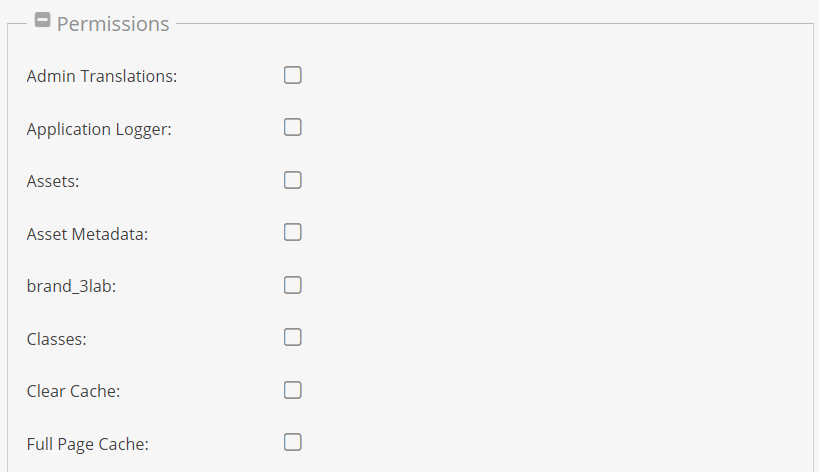 Permissions
Admin Translations:
Application Logger:
Assets:
Asset Metadata:
brand_3lab:
Classes:
Clear Cache:
Full Page Cache: